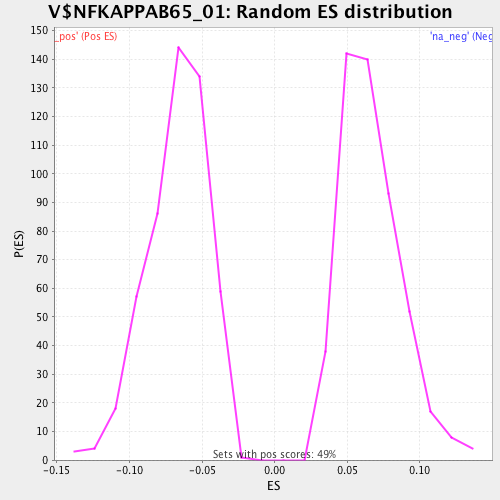 V$NFKAPPAB65_01: Random ES distribution
_pos' (Pos ES)
'na_neg' (Neg
150
140
130
120
110
100
90
80
70
60
50
40
30
20
10
0
P(ES)
Sets with pos scores: 49%
-0.15 -0.10 -0.05 0.00 0.05 0.10
ES